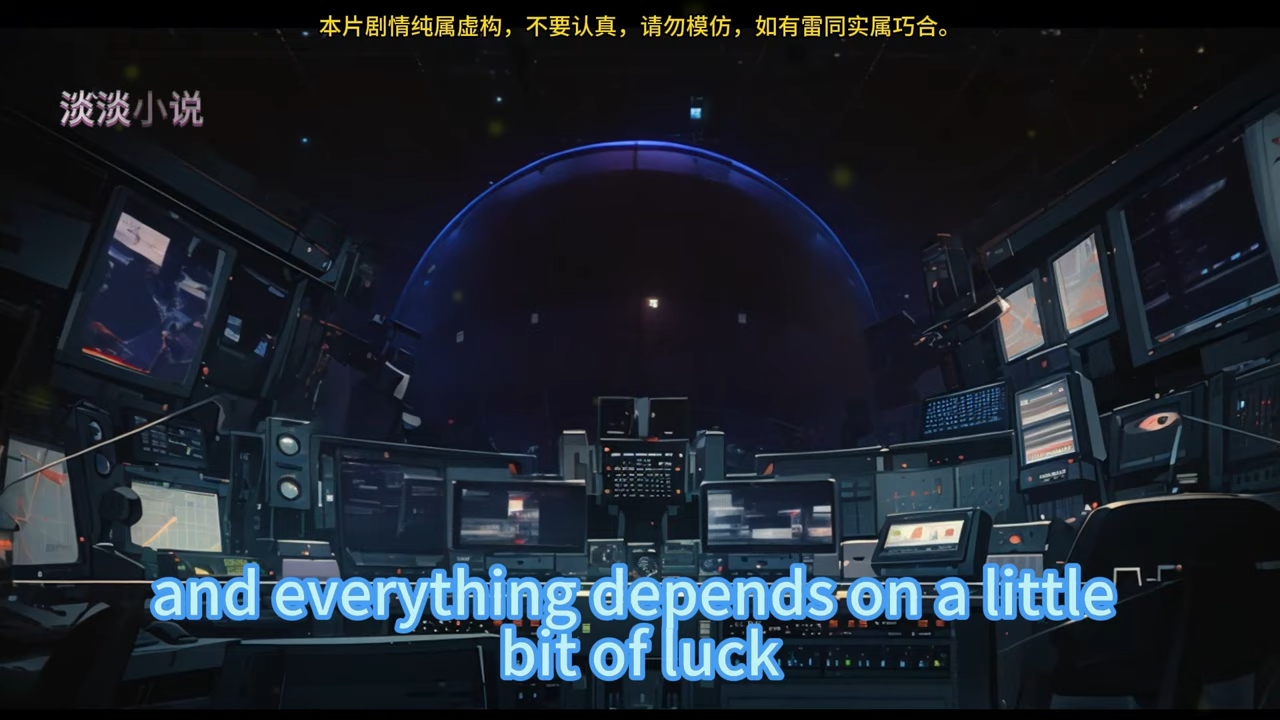 本片剧情纯属虚构，不要认真，请勿模仿，如有雷同实属巧合。
淡淡小说
and everything depends on a little
bit of luck